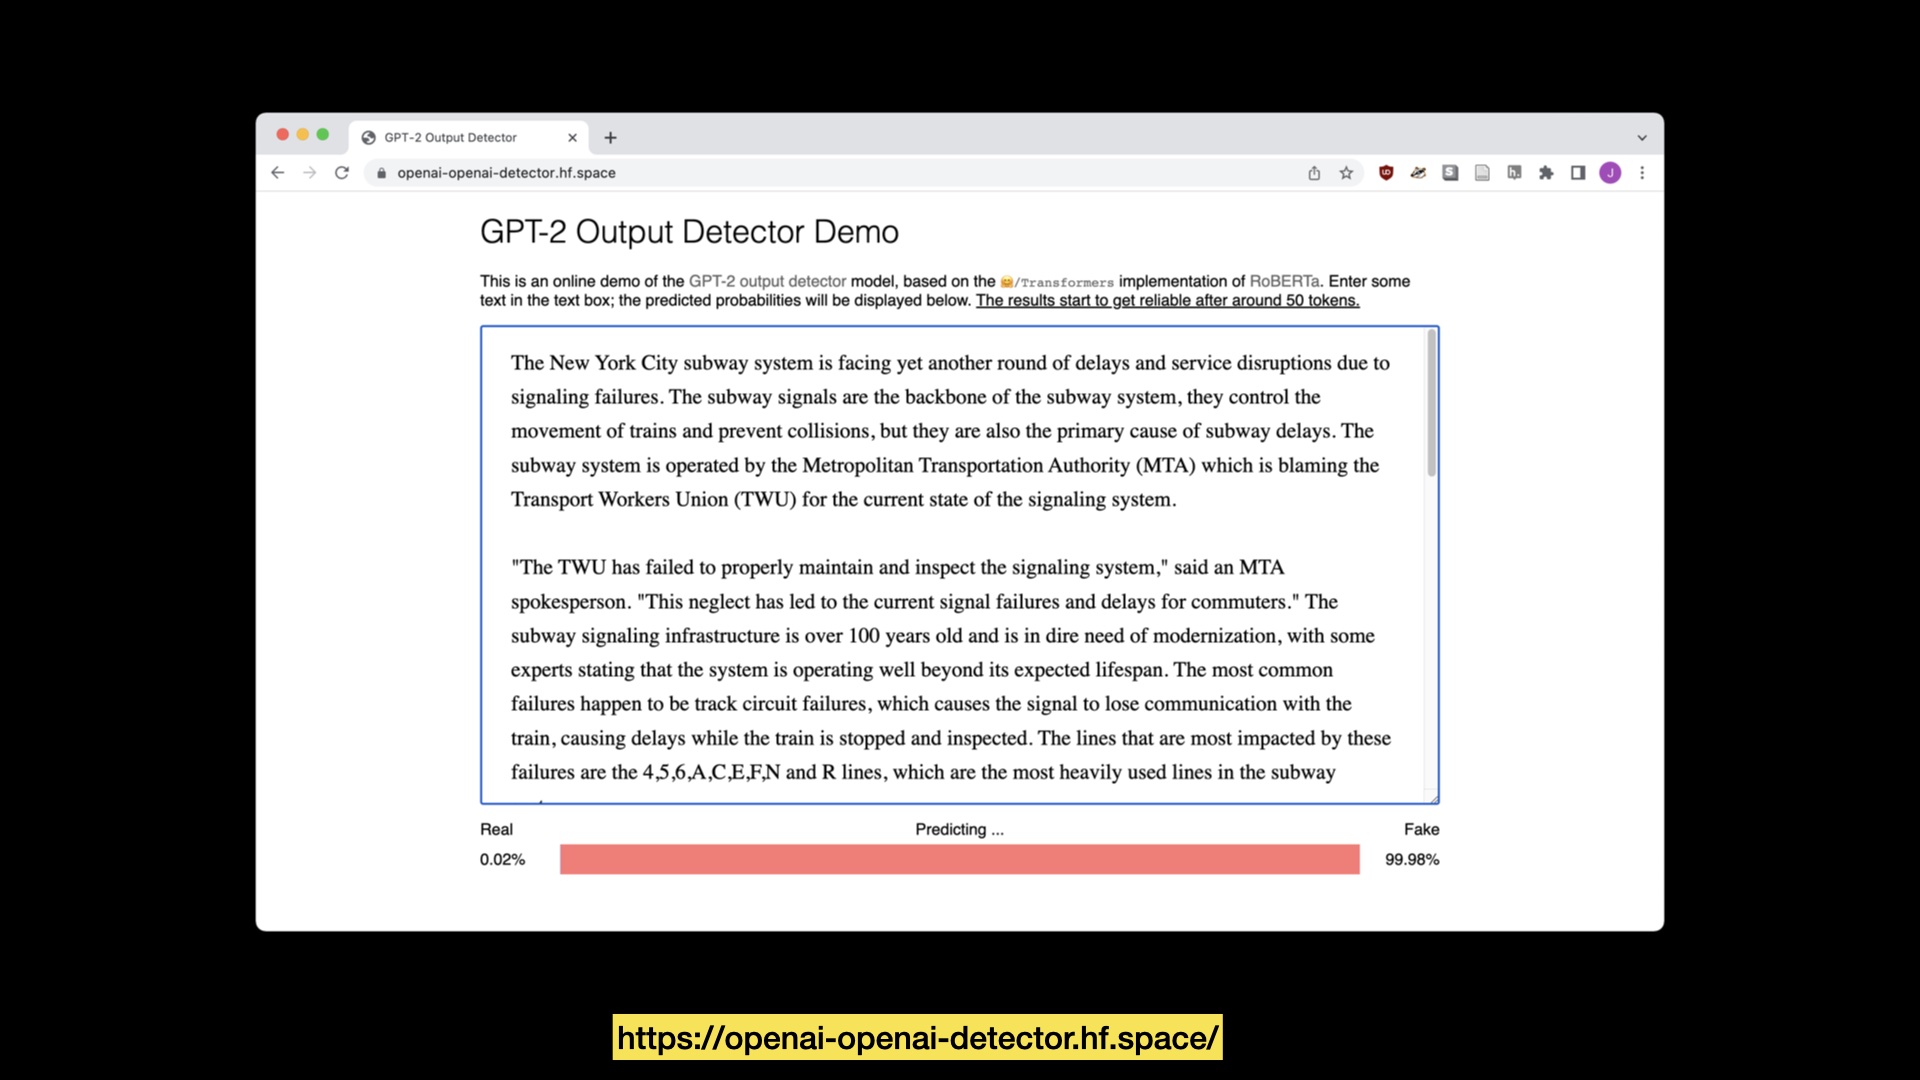 GPT-2 Output Detector
openai-openai-detector.hf.space
J
GPT-2 Output Detector Demo
This is an online demo of the GPT-2 output detector model, based on the 🤗/Transformers implementation of RoBERTa. Enter some
text in the text box; the predicted probabilities will be displayed below. The results start to get reliable after around 50 tokens.
The New York City subway system is facing yet another round of delays and service disruptions due to
signaling failures. The subway signals are the backbone of the subway system, they control the
movement of trains and prevent collisions, but they are also the primary cause of subway delays. The
subway system is operated by the Metropolitan Transportation Authority (MTA) which is blaming the
Transport Workers Union (TWU) for the current state of the signaling system.
"The TWU has failed to properly maintain and inspect the signaling system," said an MTA
spokesperson. "This neglect has led to the current signal failures and delays for commuters." The
subway signaling infrastructure is over 100 years old and is in dire need of modernization, with some
experts stating that the system is operating well beyond its expected lifespan. The most common
failures happen to be track circuit failures, which causes the signal to lose communication with the
train, causing delays while the train is stopped and inspected. The lines that are most impacted by these
failures are the 4,5,6,A,C,E,F,N and R lines, which are the most heavily used lines in the subway
Real Predicting ... Fake
0.02% 99.98%
https://openai-openai-detector.hf.space/